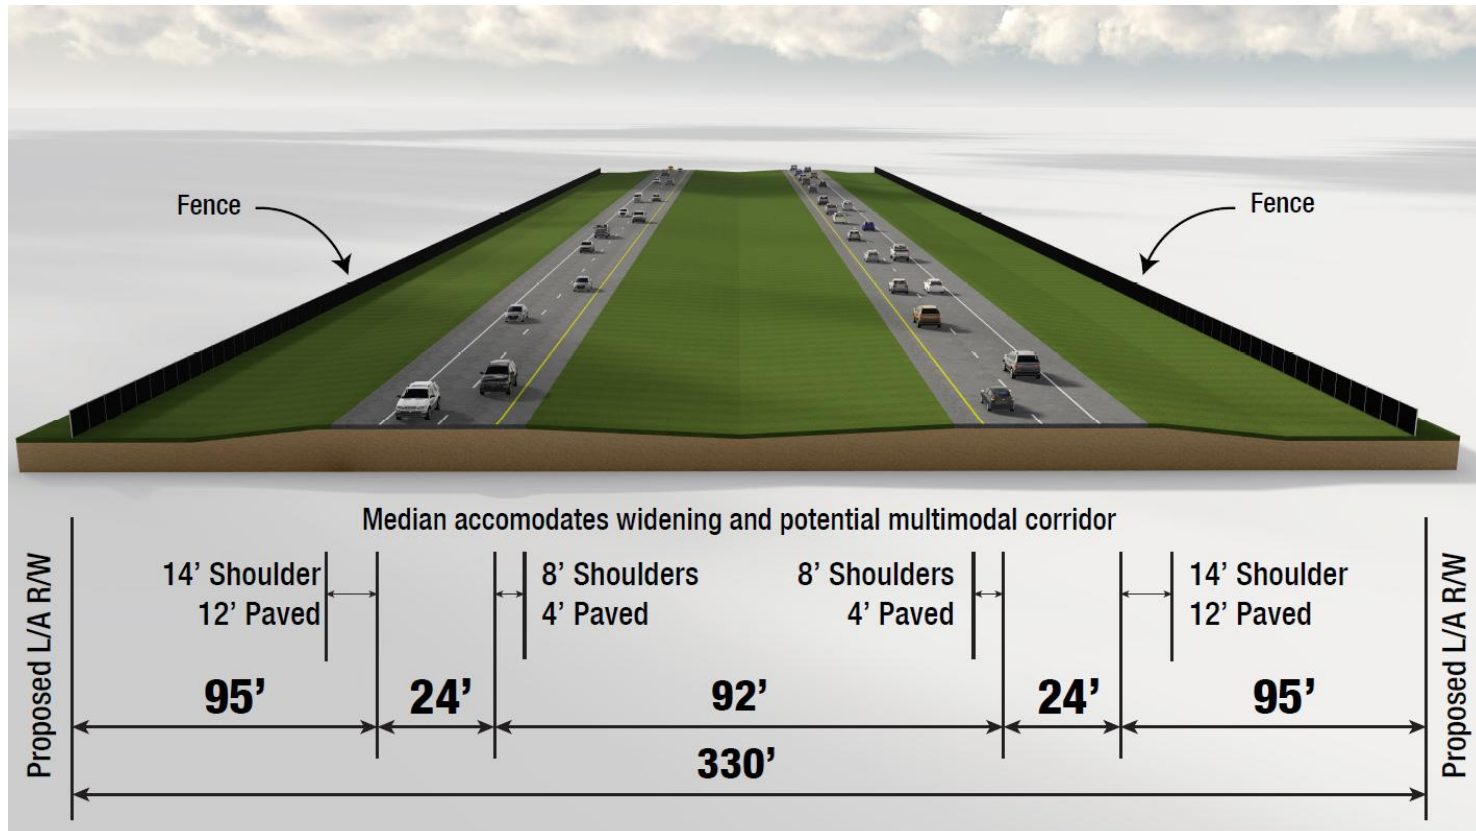 Fence
Fence
Median accomodates widening and potential multimodal corridor
Proposed L/A R/W
14’ Shoulder
12’ Paved
8’ Shoulders
4’ Paved
8’ Shoulders
4’ Paved
14’ Shoulder
12’ Paved
Proposed L/A R/W
95’
24’
92’
24’
95’
330’